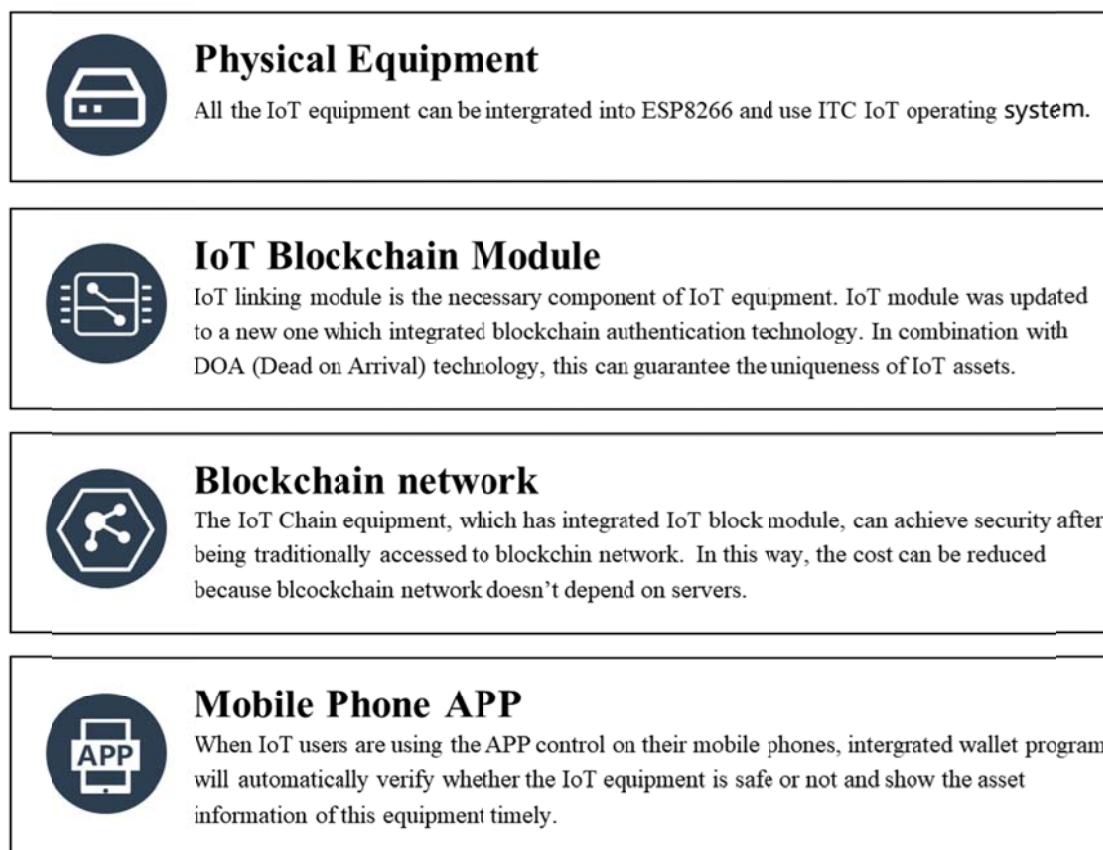 Physical Equipment
All the IoT equipment can be intergrated into ESP8266 and use ITC IoT operating system.
IoT Blockchain Module
IoT linking module is the necessary component of IoT equipment. IoT module was updated
to a new one which integrated blockchain authentication technology. In combination with
DOA (Dead on Arrival) technology, this can guarantee the uniqueness of IoT assets.
Blockchain network
The IoT Chain equipment, which has integrated IoT block module, can achieve security after
being traditionally accessed to blockchin network. In this way, the cost can be reduced
because blcockchain network doesn’t depend on servers.
APP
Mobile Phone APP
When IoT users are using the APP control on their mobile phones, intergrated wallet program
will automatically verify whether the IoT equipment is safe or not and show the asset
information of this equipment timely.